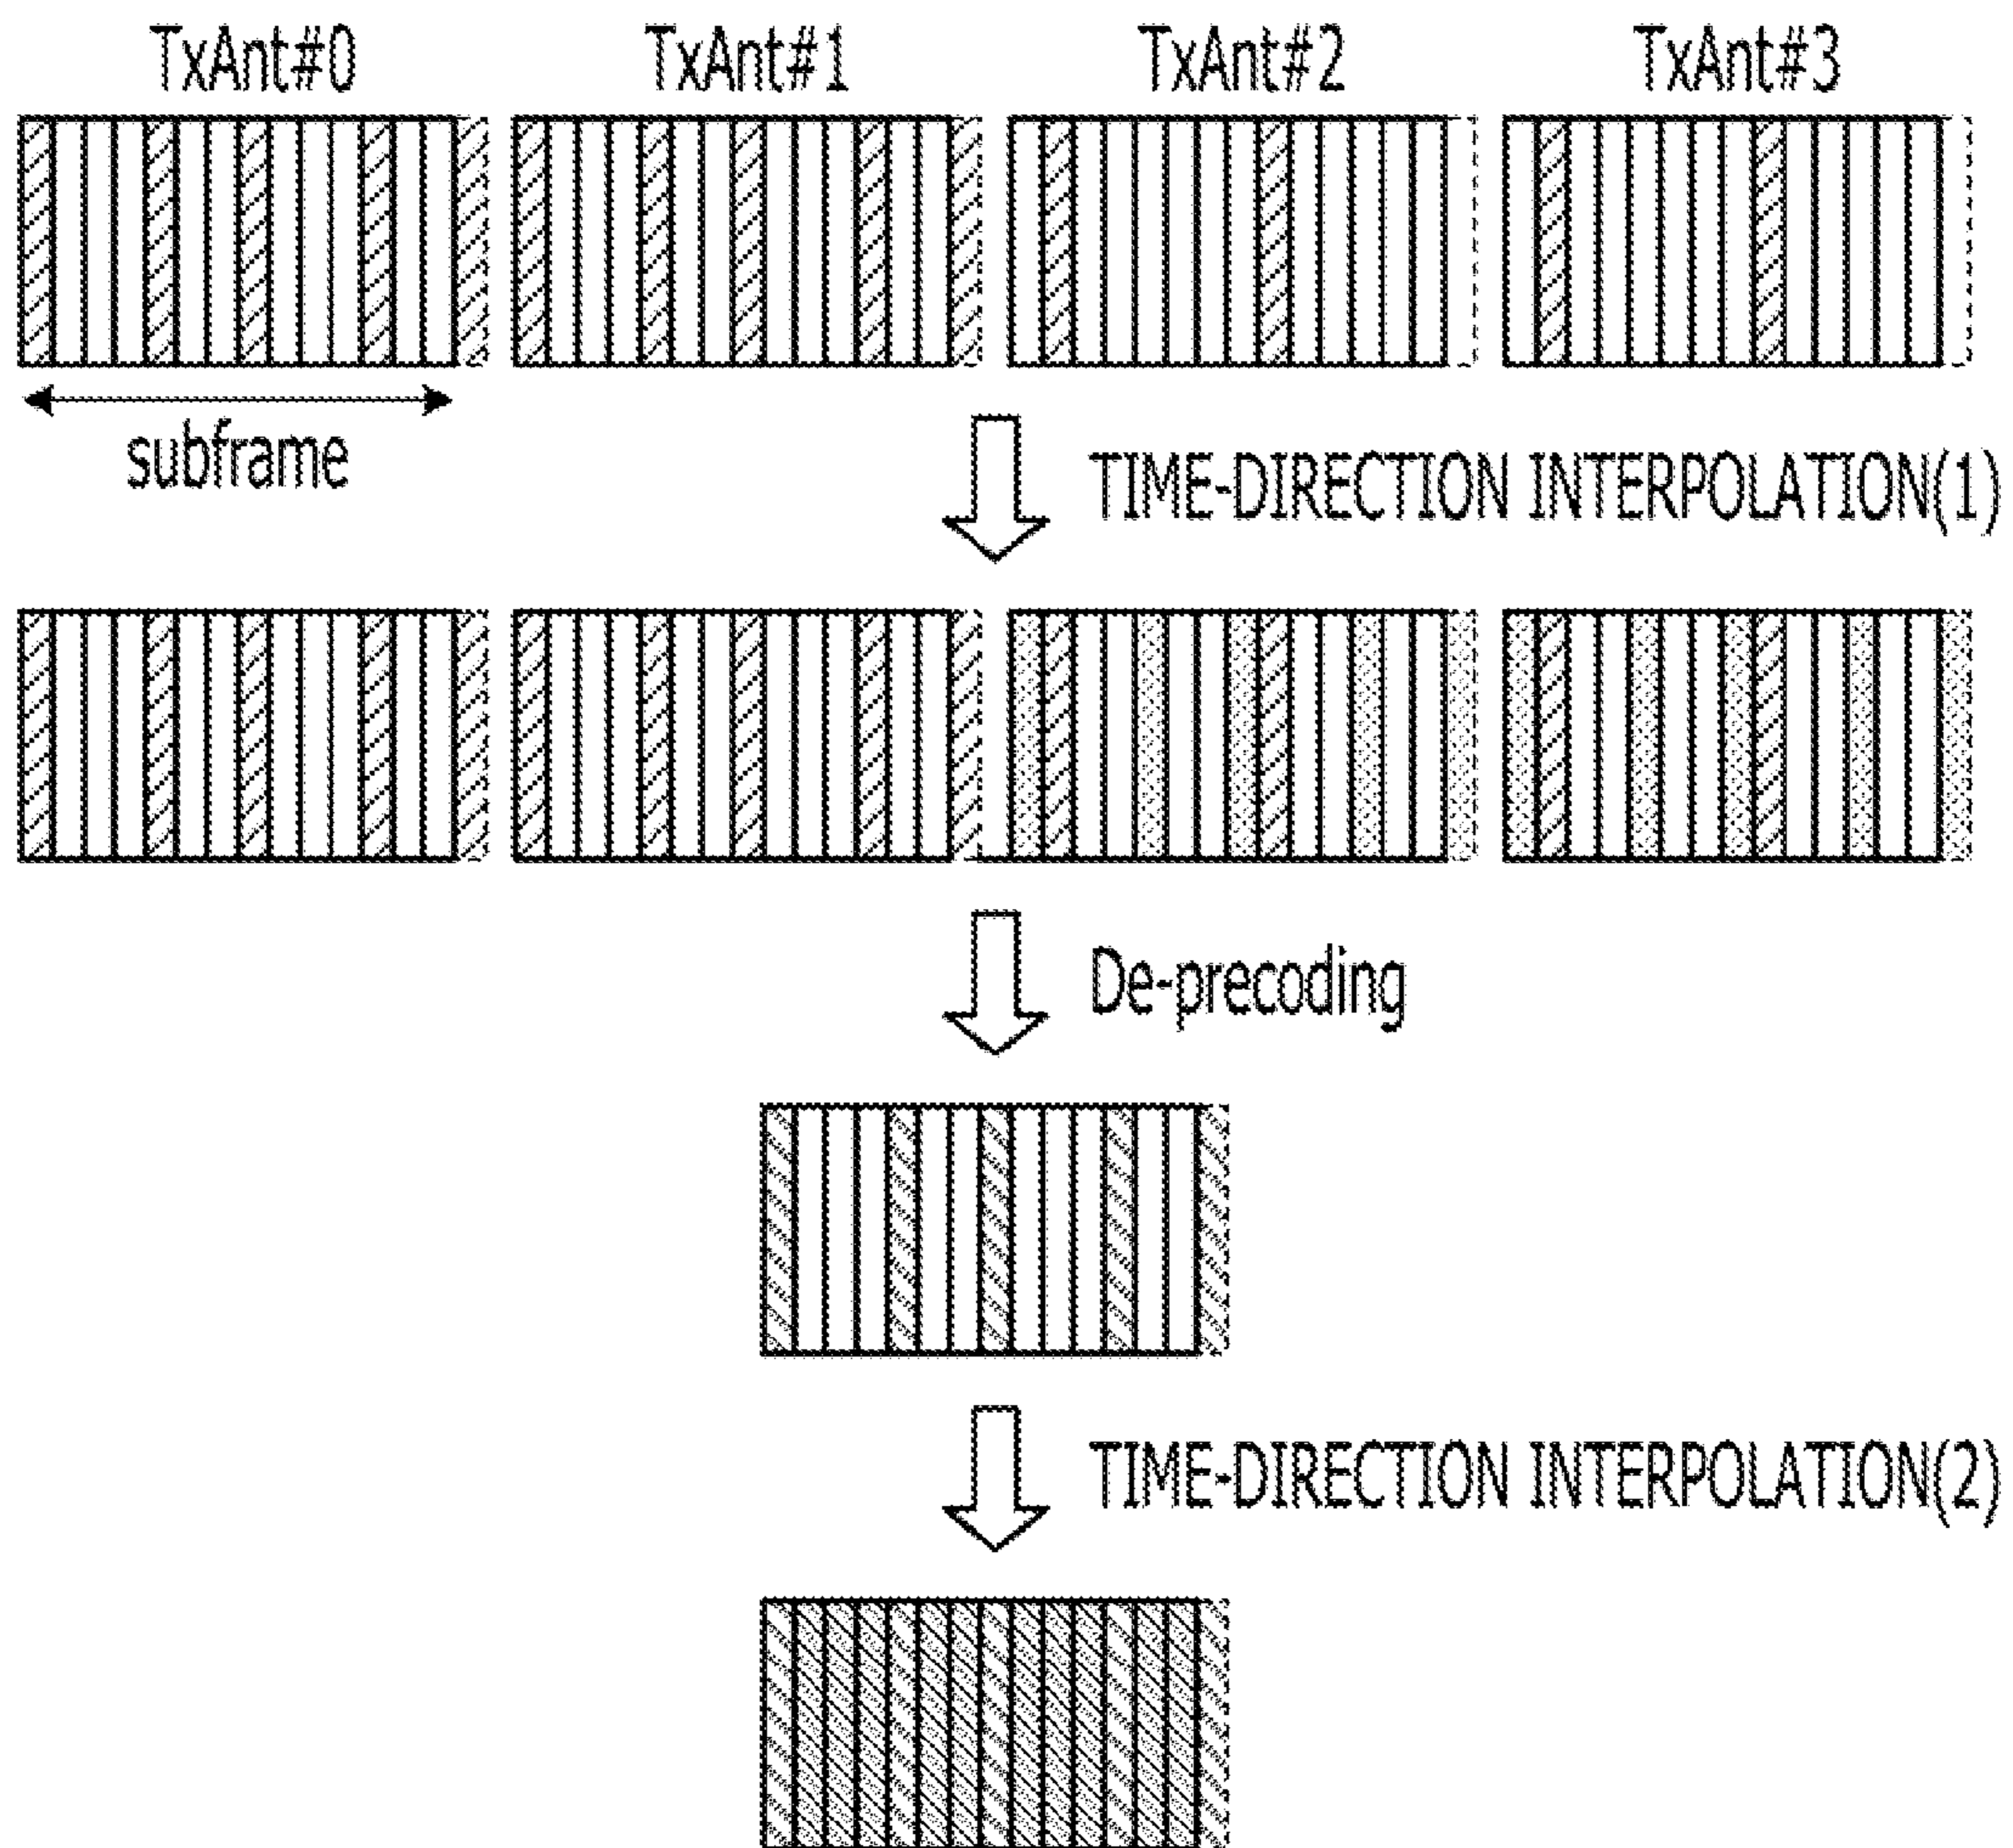 TxAnt#0 TxAnt#1 TxAnt#2 TxAnt#3
subframe
TIME-DIRECTION INTERPOLATION(1)
De-precoding
TIME-DIRECTION INTERPOLATION(2)